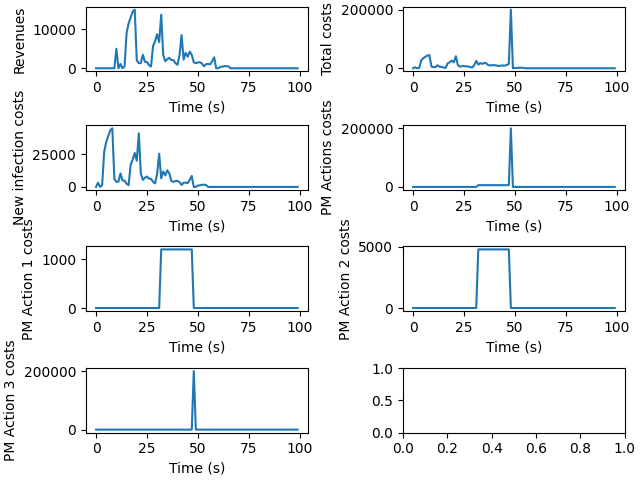 Revenues
10000
0
0 25 50 75 100
Time (s)
Total costs
200000
0
0 25 50 75 100
Time (s)
New infection costs
25000
0
0 25 50 75 100
Time (s)
PM Actions costs
200000
0
0 25 50 75 100
Time (s)
PM Action 1 costs
1000
0
0 25 50 75 100
Time (s)
PM Action 2 costs
5000
0
0 25 50 75 100
Time (s)
PM Action 3 costs
200000
0
0 25 50 75 100
Time (s)
1.0
0.5
0.0
0.0 0.2 0.4 0.6 0.8 1.0